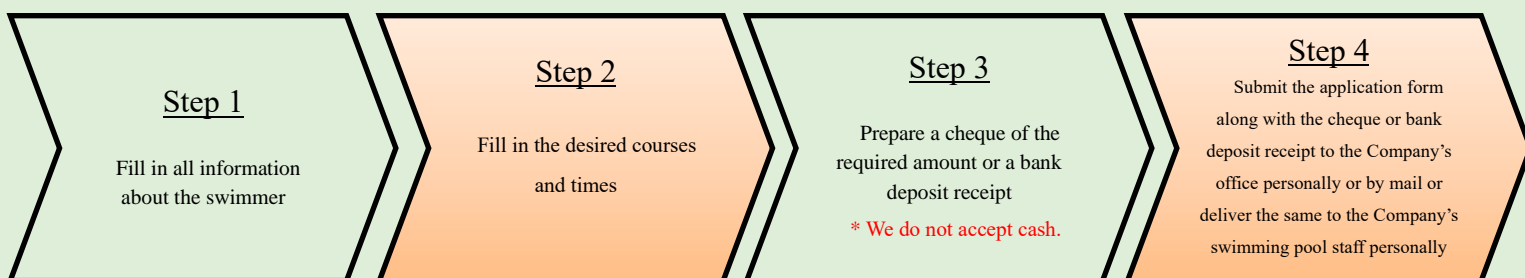 Step 1
Fill in all information
about the swimmer
Step 2
Fill in the desired courses
and times
Step 3
Prepare a cheque of the
required amount or a bank
deposit receipt
* We do not accept cash.
Step 4
Submit the application form
along with the cheque or bank
deposit receipt to the Company’s
office personally or by mail or
deliver the same to the Company’s
swimming pool staff personally